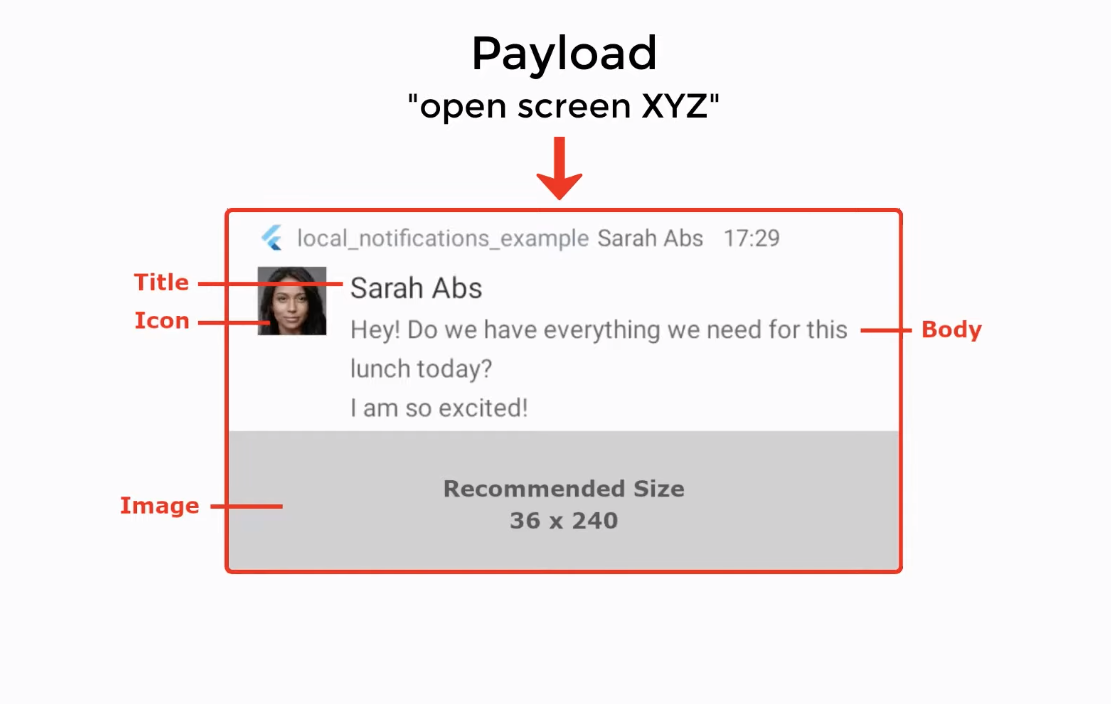 Payload
"open screen XYZ"
local_notifications_example Sarah Abs 17:29
Title
Sarah Abs
Icon
Hey! Do we have everything we need for this
Body
lunch today?
I am so excited!
Recommended Size
Image
36 x 240